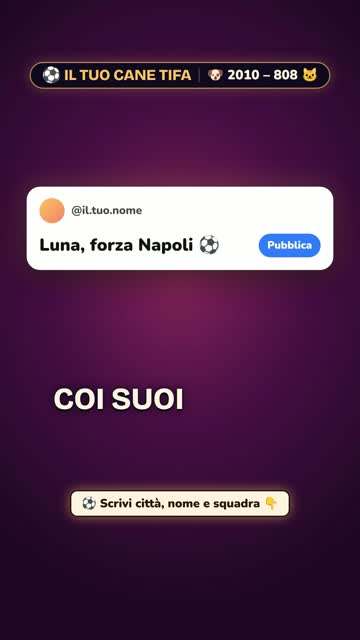 ⚽ IL TUO CANE TIFA | 🐶 2010 – 808 🐱
@il.tuo.nome
Luna, forza Napoli ⚽
Pubblica
COI SUOI
⚽ Scrivi città, nome e squadra 👇